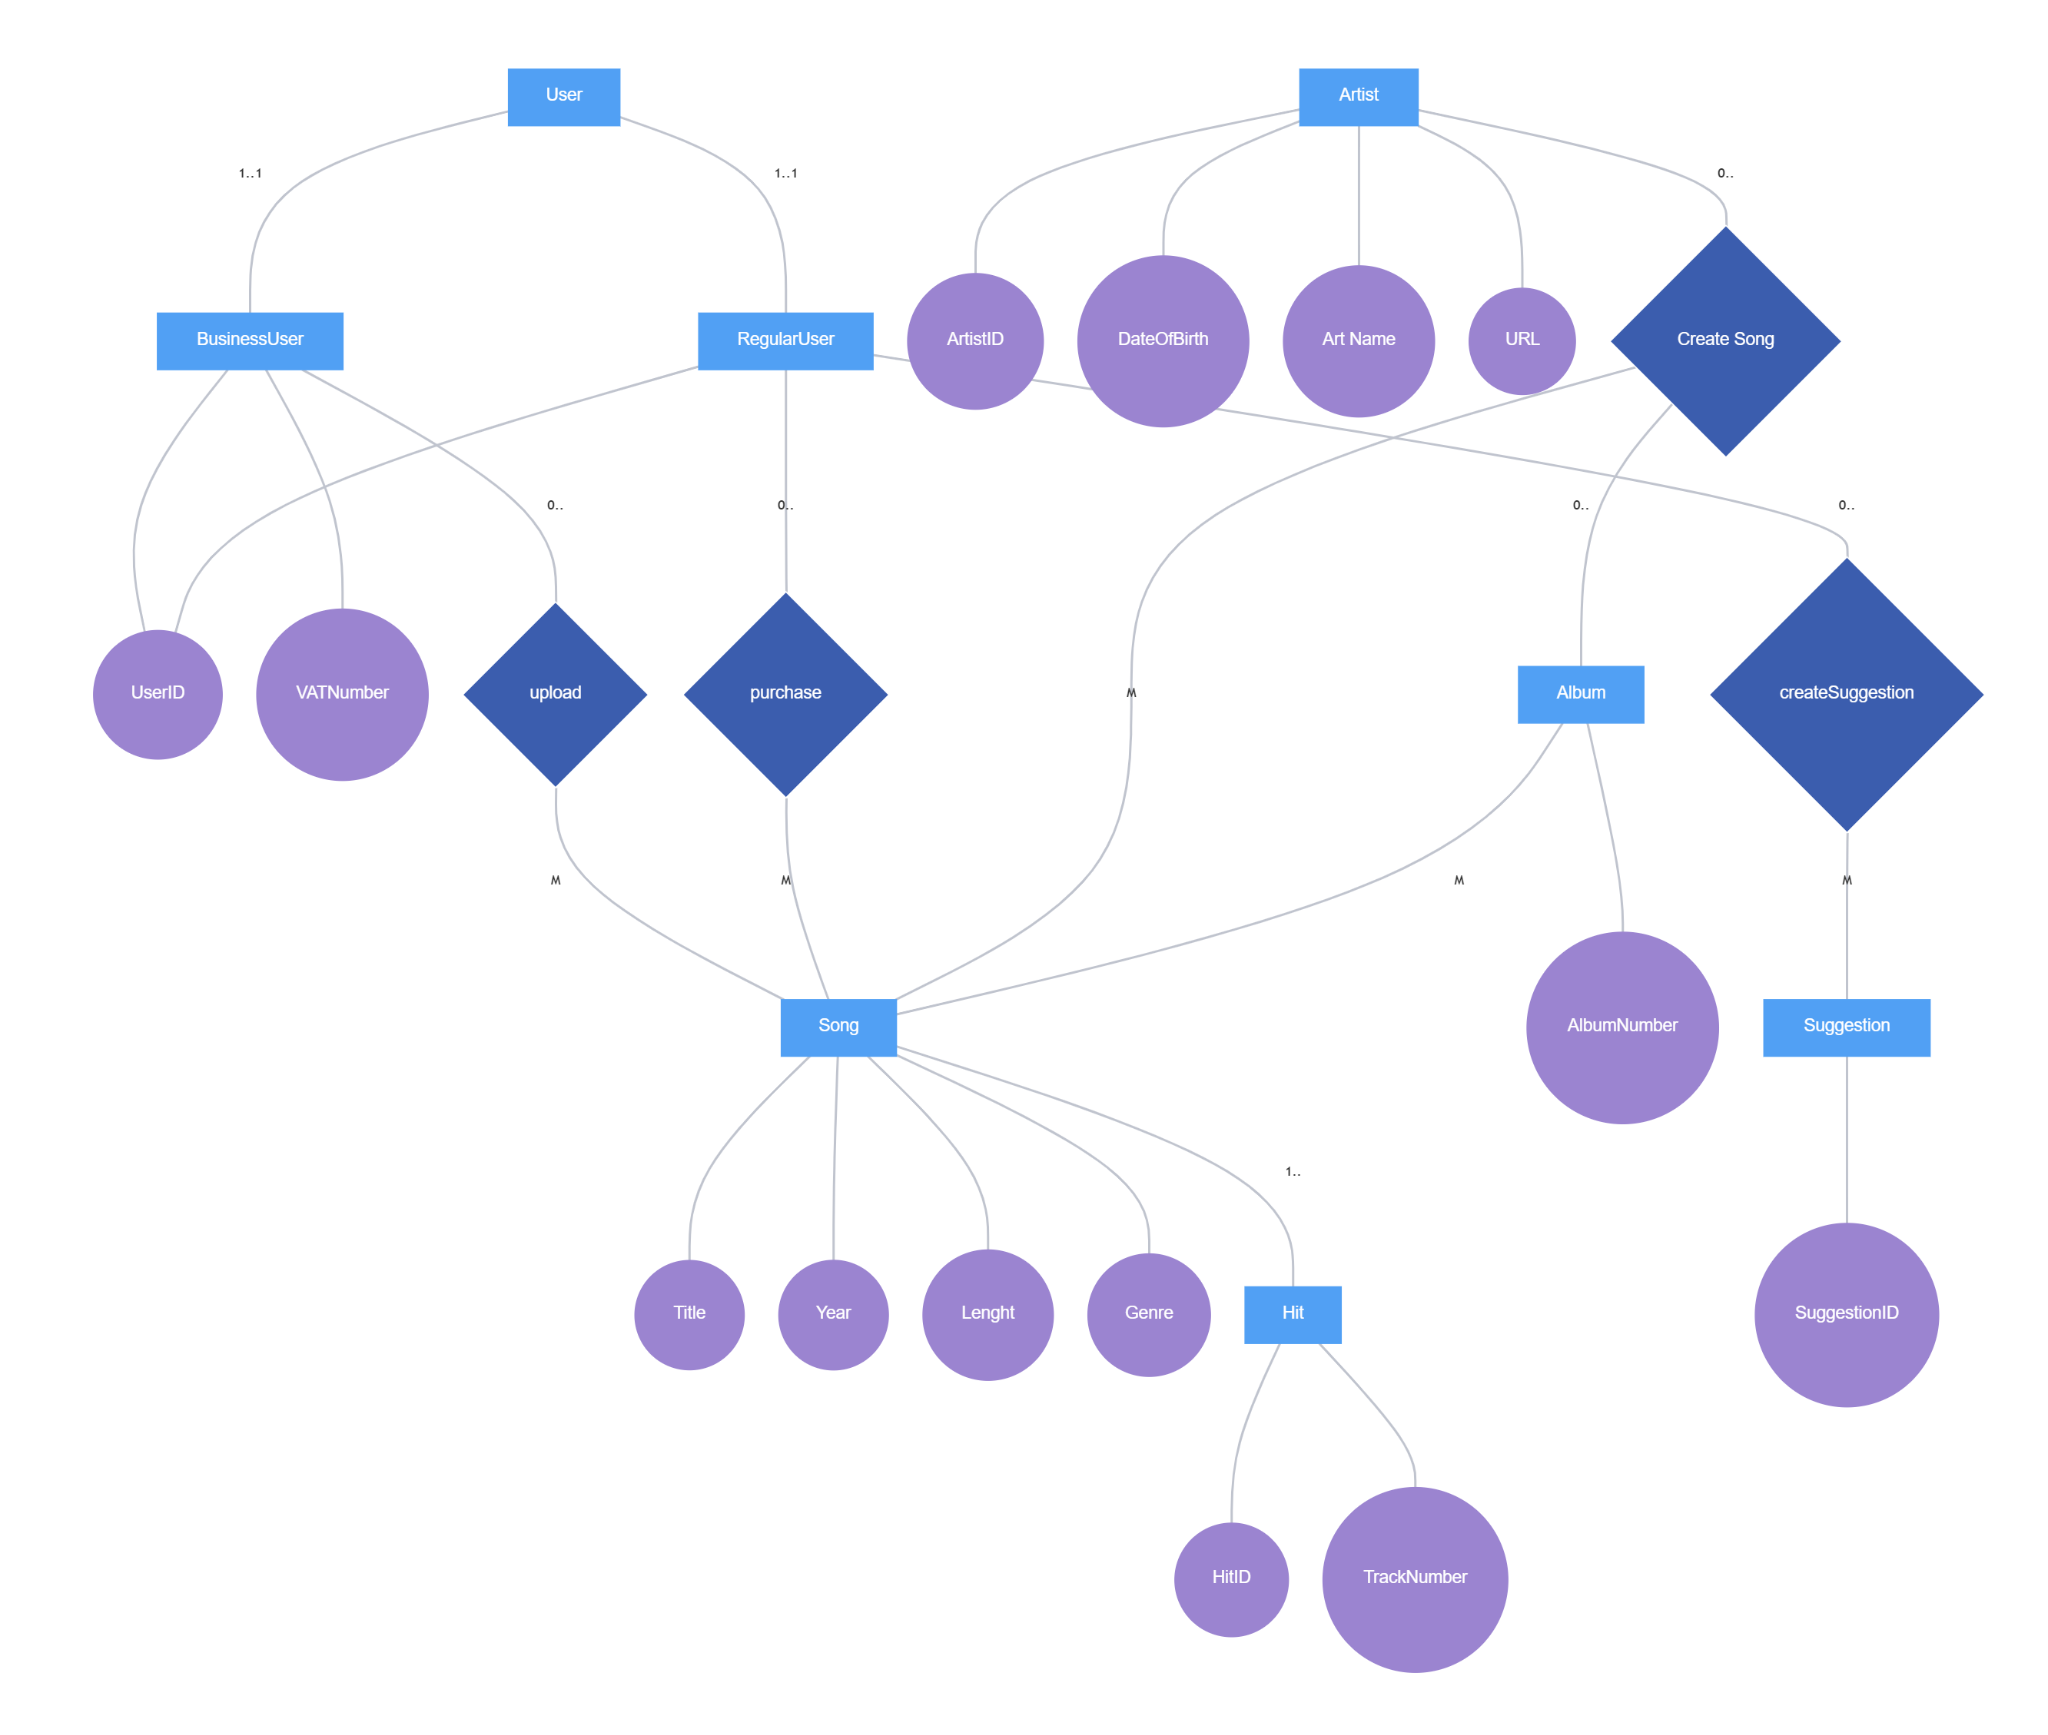 User
Artist
1..1
1..1
0..
BusinessUser
RegularUser
ArtistID
DateOfBirth
Art Name
URL
Create Song
0..
0..
0..
0..
UserID
VATNumber
upload
purchase
M
Album
createSuggestion
M
M
M
M
Song
AlbumNumber
Suggestion
1..
Title
Year
Lenght
Genre
Hit
SuggestionID
HitID
TrackNumber